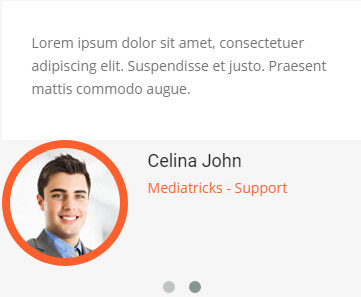 Lorem ipsum dolor sit amet, consectetuer
adipiscing elit. Suspendisse et justo. Praesent
mattis commodo augue.
Celina John
Mediatricks - Support